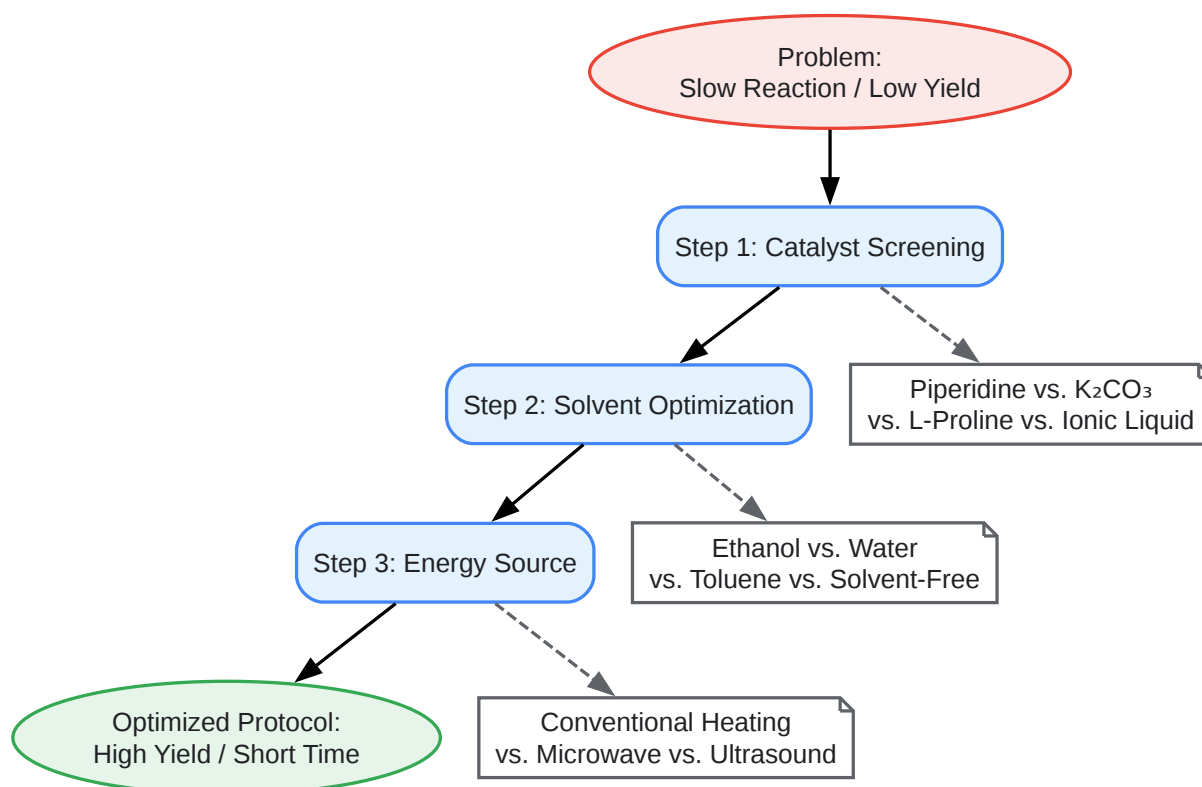 Problem:
Slow Reaction / Low Yield
Step 1: Catalyst Screening
Piperidine vs. K₂CO₃
vs. L-Proline vs. Ionic Liquid
Step 2: Solvent Optimization
Ethanol vs. Water
vs. Toluene vs. Solvent-Free
Step 3: Energy Source
Conventional Heating
vs. Microwave vs. Ultrasound
Optimized Protocol:
High Yield / Short Time